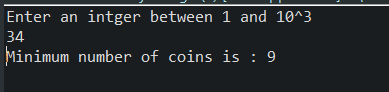 Enter an intger between 1 and 10^3
34
Minimum number of coins is : 9